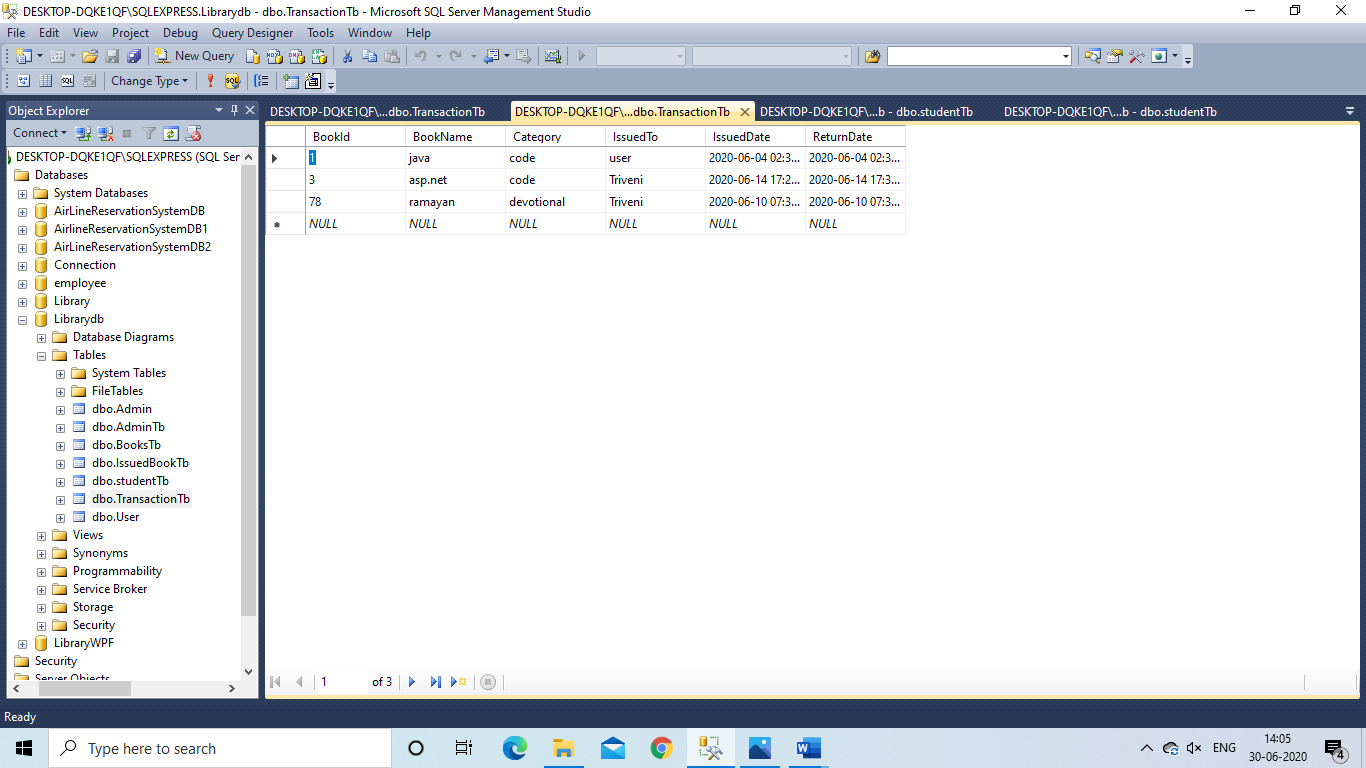 DESKTOP-DQKE1QF\SQLEXPRESS.Librarydb - dbo.TransactionTb - Microsoft SQL Server Management Studio
File Edit View Project Debug Query Designer Tools Window Help
New Query
Change Type
Object Explorer
DESKTOP-DQKE1QF\...dbo.TransactionTb DESKTOP-DQKE1QF\...dbo.TransactionTb DESKTOP-DQKE1QF\...b - dbo.studentTb DESKTOP-DQKE1QF\...b - dbo.studentTb
Connect
DESKTOP-DQKE1QF\SQLEXPRESS (SQL Ser
Databases
System Databases
AirLineReservationSystemDB
AirlineReservationSystemDB1
AirLineReservationSystemDB2
Connection
employee
Library
Librarydb
Database Diagrams
Tables
System Tables
FileTables
dbo.Admin
dbo.AdminTb
dbo.BooksTb
dbo.IssuedBookTb
dbo.studentTb
dbo.TransactionTb
dbo.User
Views
Synonyms
Programmability
Service Broker
Storage
Security
LibraryWPF
Security
Server Objects
BookId BookName Category IssuedTo IssuedDate ReturnDate
1 java code user 2020-06-04 02:3... 2020-06-04 02:3...
3 asp.net code Triveni 2020-06-14 17:2... 2020-06-14 17:3...
78 ramayan devotional Triveni 2020-06-10 07:3... 2020-06-10 07:3...
NULL NULL NULL NULL NULL NULL
1 of 3
Ready
Type here to search
ENG
14:05
30-06-2020
4